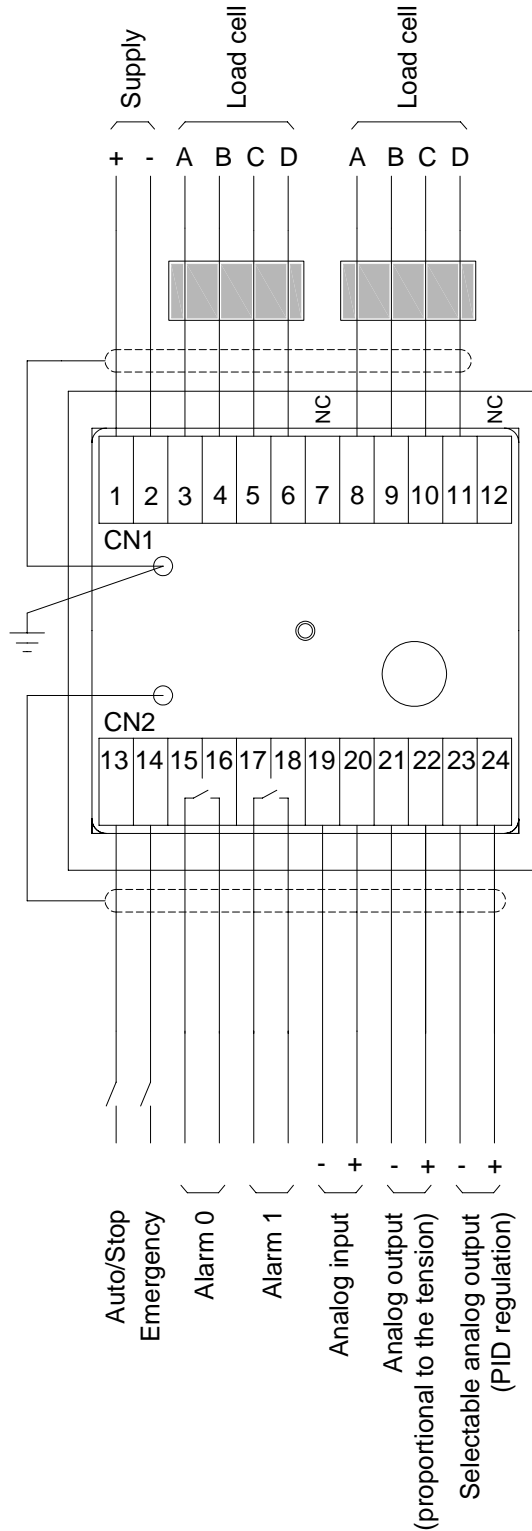 Supply
Load cell
Load cell
+ - A B C D A B C D
NC NC
1 2 3 4 5 6 7 8 9 10 11 12
CN1
CN2
13 14 15 16 17 18 19 20 21 22 23 24
- + - + - +
Auto/Stop
Emergency
Alarm 0
Alarm 1
Analog input
Analog output
(proportional to the tension)
Selectable analog output
(PID regulation)